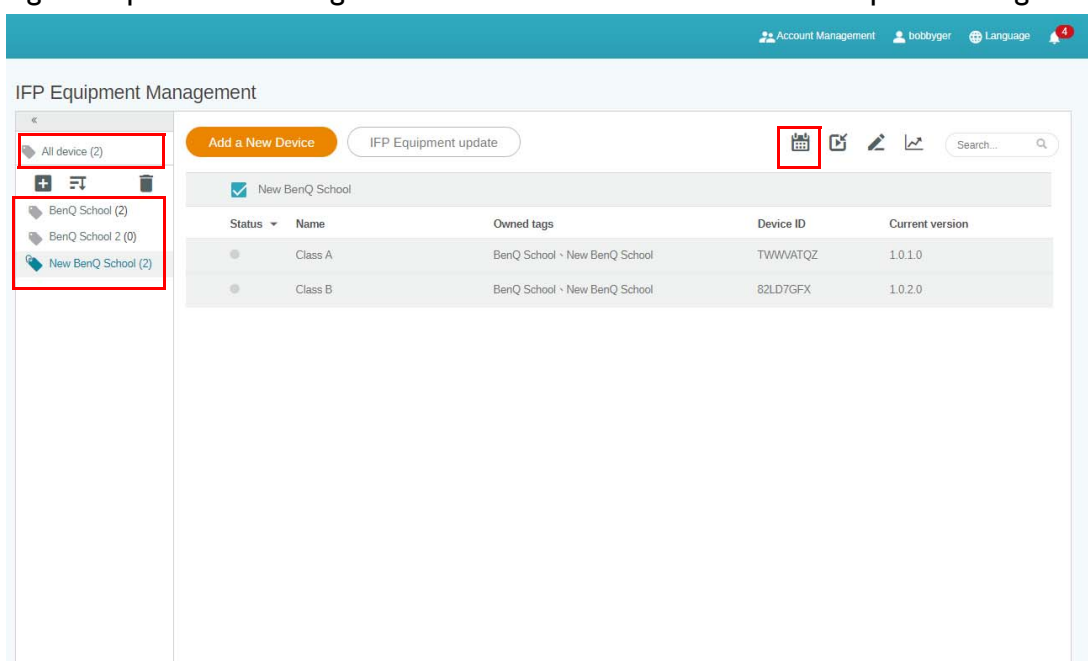 Account Management bobbyger Language 4
IFP Equipment Management
«
All device (2)
Add a New Device IFP Equipment update Search...
New BenQ School
BenQ School (2)
BenQ School 2 (0)
New BenQ School (2)
Status Name Owned tags Device ID Current version
Class A BenQ School、New BenQ School TWWVATQZ 1.0.1.0
Class B BenQ School、New BenQ School 82LD7GFX 1.0.2.0